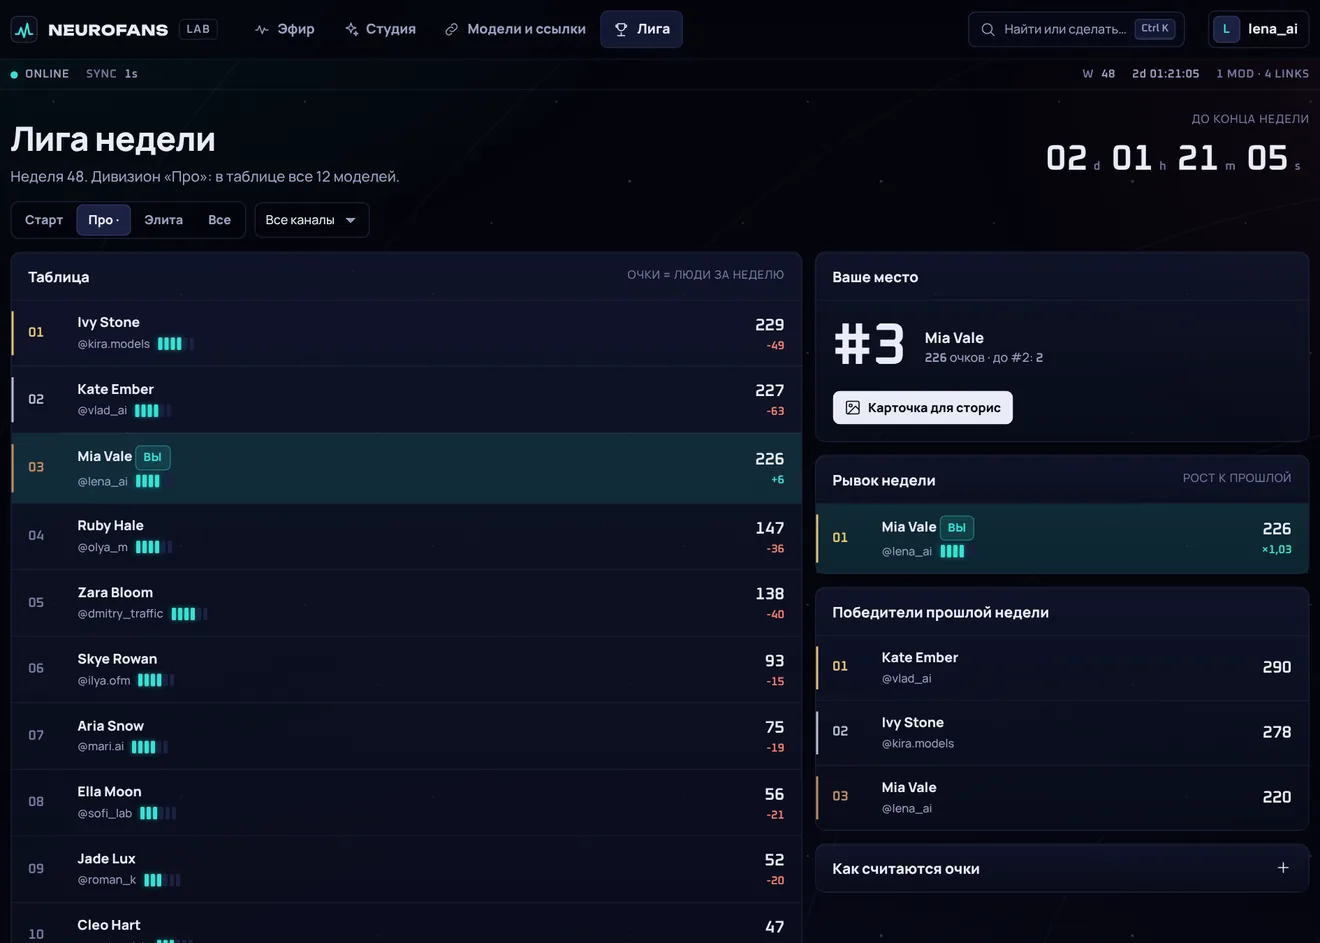 NEUROFANS LAB Эфир Студия Модели и ссылки Лига Найти или сделать… Ctrl K L lena_ai
ONLINE SYNC 1s W 48 2d 01:21:05 1 MOD · 4 LINKS
ДО КОНЦА НЕДЕЛИ
Лига недели
02 d 01 h 21 m 05 s
Неделя 48. Дивизион «Про»: в таблице все 12 моделей.
Старт Про · Элита Все Все каналы
Таблица ОЧКИ = ЛЮДИ ЗА НЕДЕЛЮ
01 Ivy Stone 229
@kira.models -49
02 Kate Ember 227
@vlad_ai -63
03 Mia Vale ВЫ 226
@lena_ai +6
04 Ruby Hale 147
@olya_m -36
05 Zara Bloom 138
@dmitry_traffic -40
06 Skye Rowan 93
@ilya.ofm -15
07 Aria Snow 75
@mari.ai -19
08 Ella Moon 56
@sofi_lab -21
09 Jade Lux 52
@roman_k -20
10 Cleo Hart 47
Ваше место
#3 Mia Vale
226 очков · до #2: 2
Карточка для сторис
Рывок недели РОСТ К ПРОШЛОЙ
01 Mia Vale ВЫ 226
@lena_ai ×1,03
Победители прошлой недели
01 Kate Ember 290
@vlad_ai
02 Ivy Stone 278
@kira.models
03 Mia Vale 220
@lena_ai
Как считаются очки +